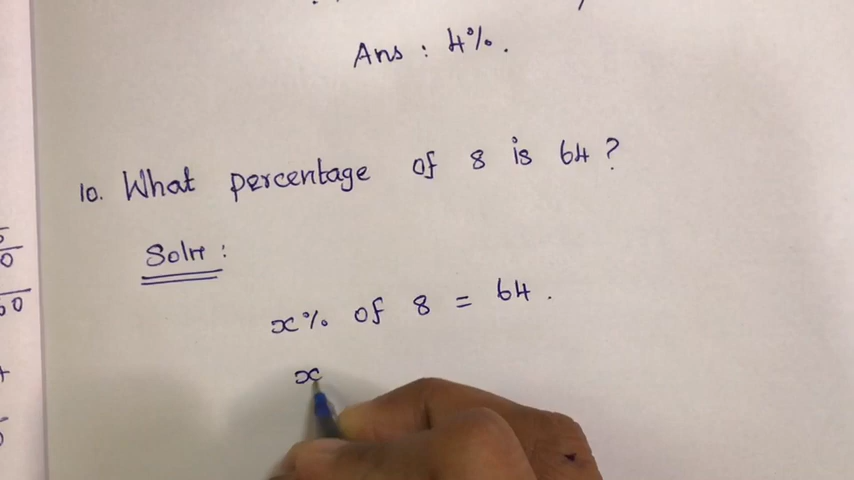 Ans : 4%.
10. What percentage of 8 is 64 ?
Soln :
x% of 8 = 64.
x